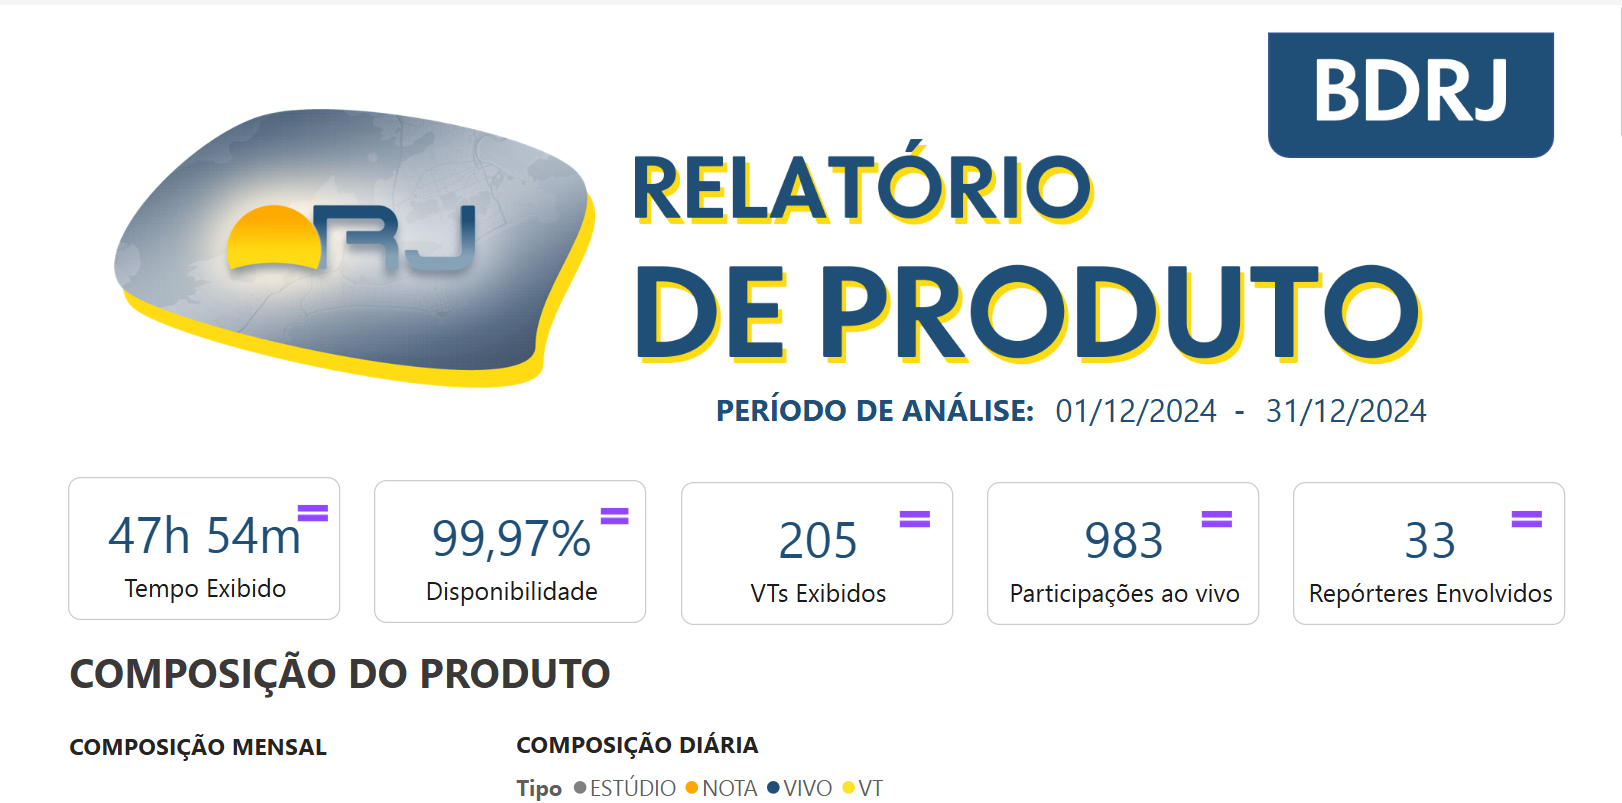 BDRJ
RJ
RELATÓRIO
DE PRODUTO
PERÍODO DE ANÁLISE: 01/12/2024 - 31/12/2024
47h 54m
Tempo Exibido
99,97%
Disponibilidade
205
VTs Exibidos
983
Participações ao vivo
33
Repórteres Envolvidos
COMPOSIÇÃO DO PRODUTO
COMPOSIÇÃO MENSAL
COMPOSIÇÃO DIÁRIA
Tipo ESTÚDIO NOTA VIVO VT